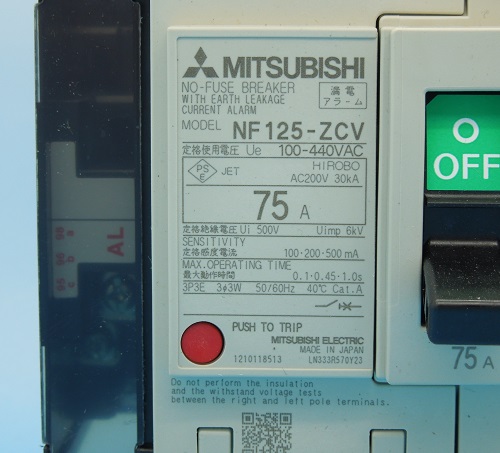 MITSUBISHI
NO-FUSE BREAKER
WITH EARTH LEAKAGE
CURRENT ALARM
漏電
アラーム
MODEL NF125-ZCV
定格使用電圧 Ue 100-440VAC
PS
E
JET
HIROBO
AC200V 30kA
75 A
定格絶縁電圧 Ui 500V Uimp 6kV
SENSITIVITY
定格感度電流 100・200・500 mA
MAX. OPERATING TIME
最大動作時間 0.1・0.45・1.0s
3P3E 3ϕ3W 50/60Hz 40℃ Cat.A
PUSH TO TRIP
MITSUBISHI ELECTRIC
MADE IN JAPAN
1210118513 LN333R570Y23
Do not perform the insulation
and the withstand voltage tests
between the right and left pole terminals.
OFF
75 A
AL
98 95